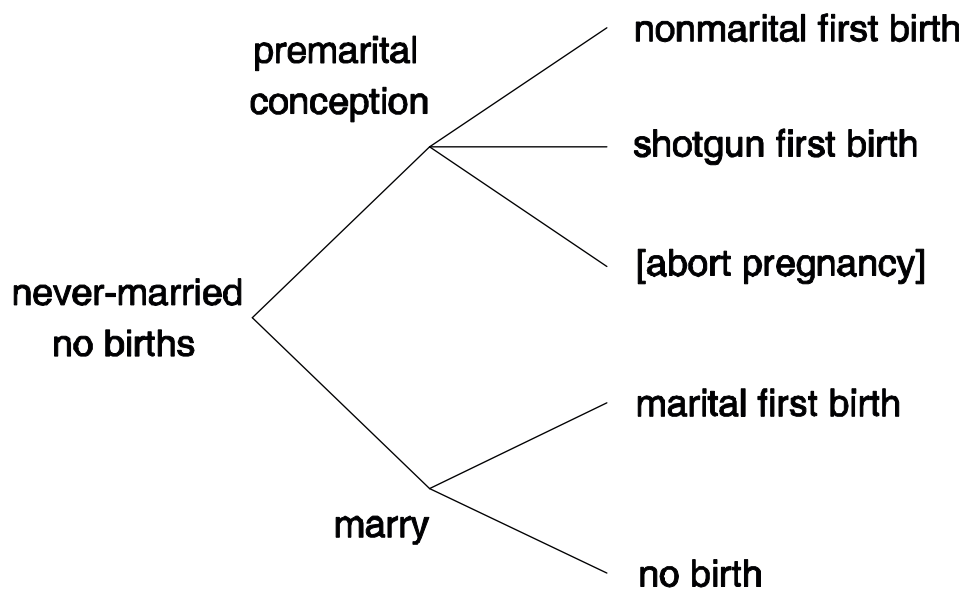 nonmarital first birth
premarital
conception
shotgun first birth
[abort pregnancy]
never-married
no births
marital first birth
marry
no birth